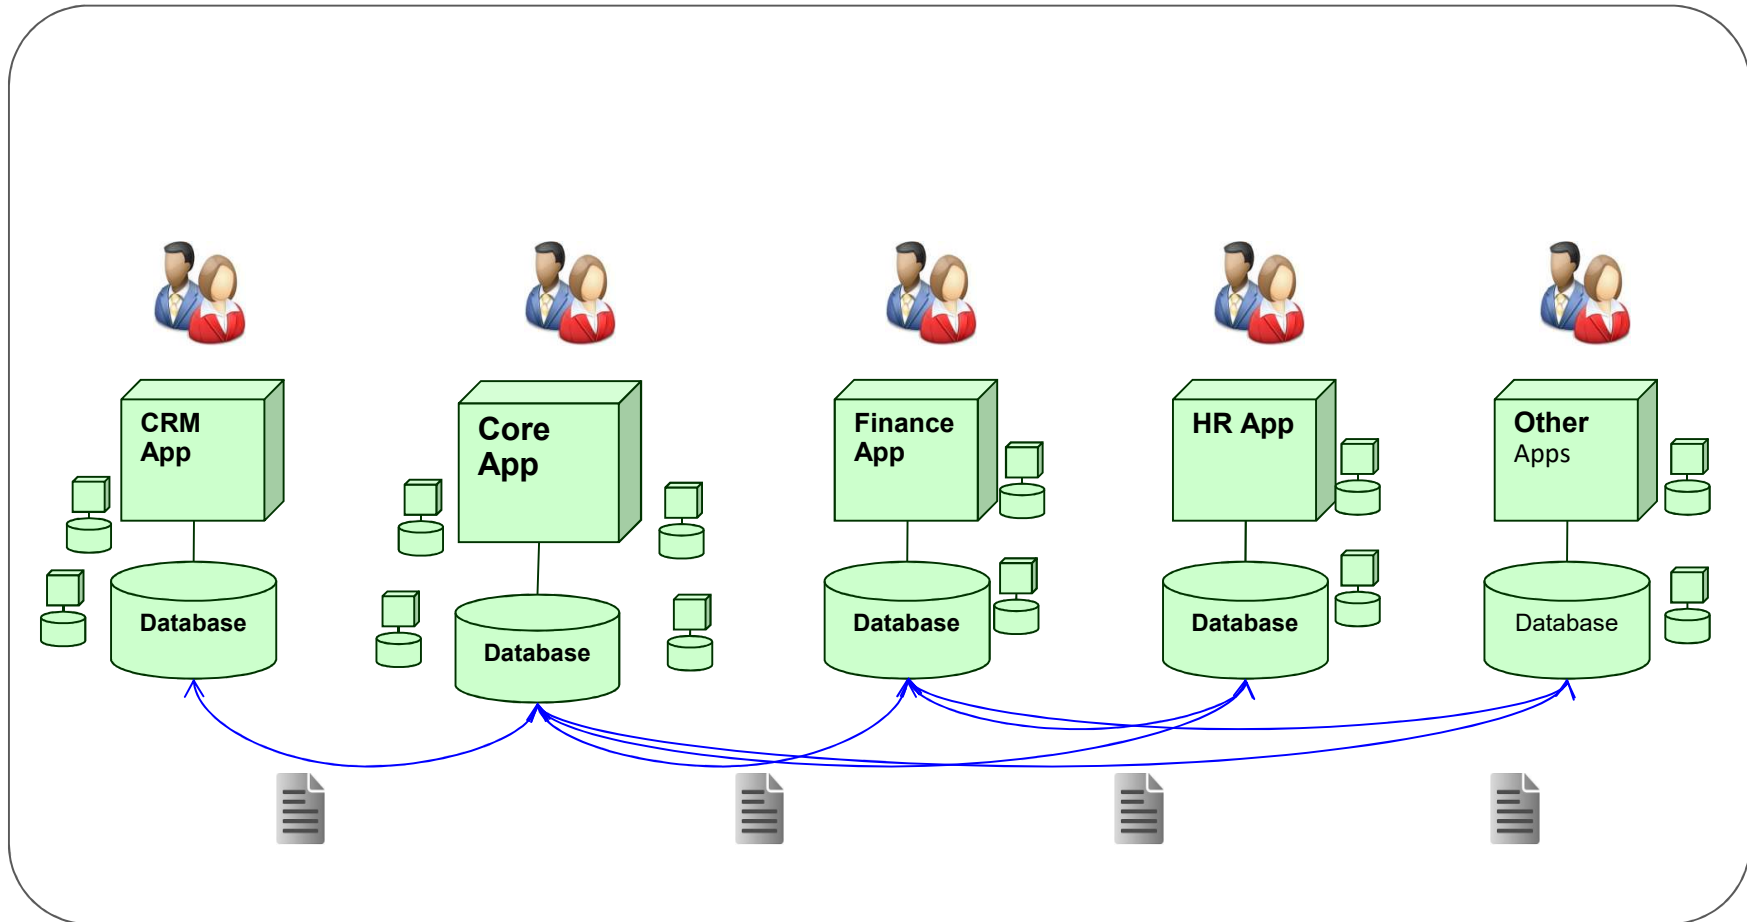 CRM
App
Core
App
Finance
App
HR App
Other
Apps
Database
Database
Database
Database
Database